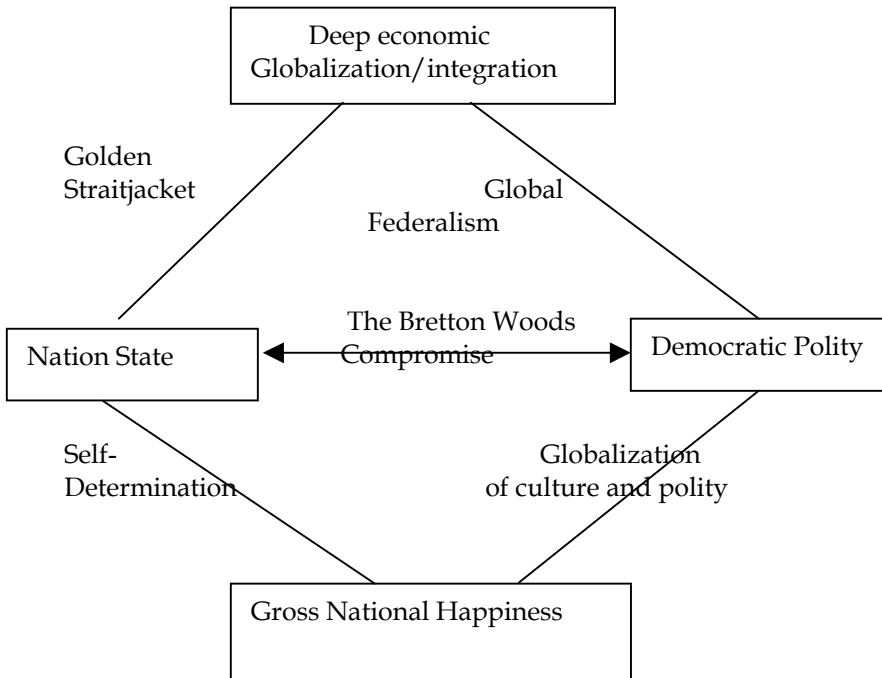 Deep economic
Globalization/integration
Golden
Straitjacket
Global
Federalism
The Bretton Woods
Compromise
Nation State
Democratic Polity
Self-
Determination
Globalization
of culture and polity
Gross National Happiness